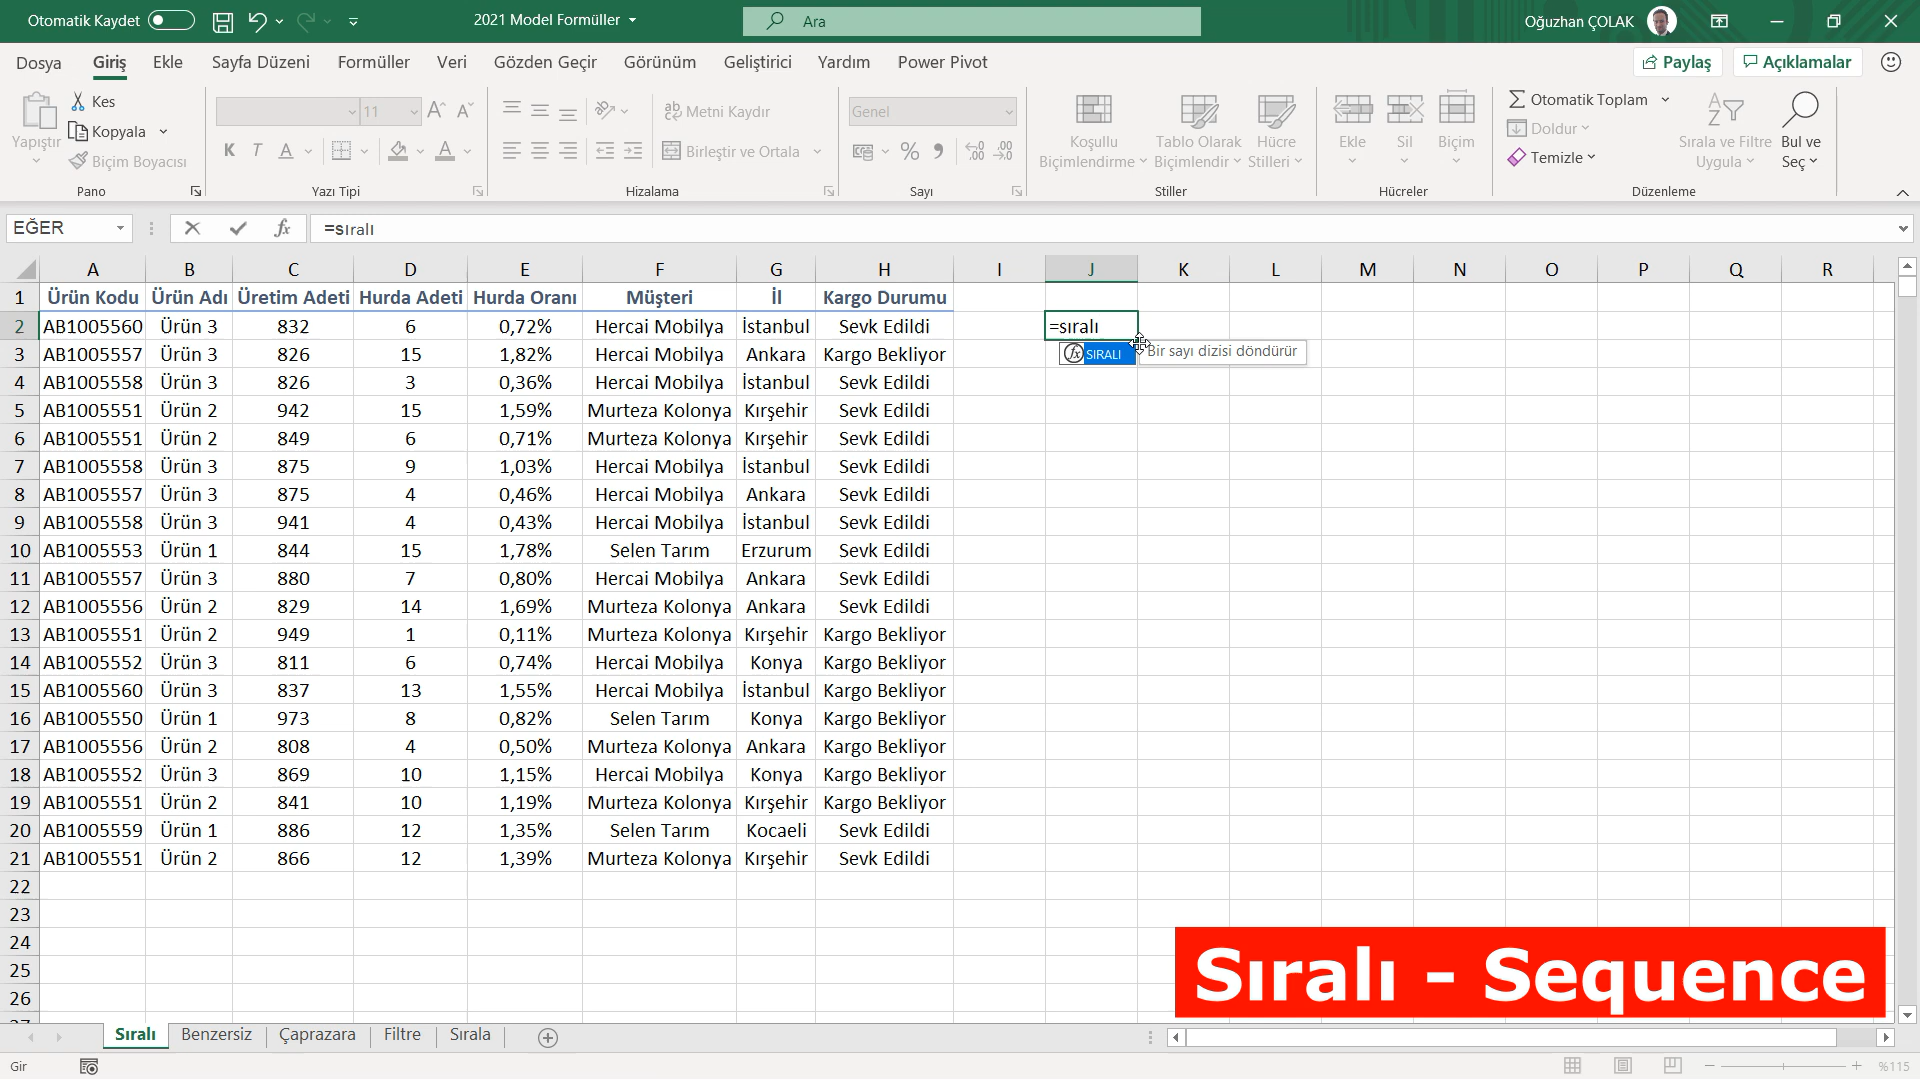 Otomatik Kaydet
2021 Model Formüller
Ara
Oğuzhan ÇOLAK
Dosya Giriş Ekle Sayfa Düzeni Formüller Veri Gözden Geçir Görünüm Geliştirici Yardım Power Pivot
Paylaş Açıklamalar
Yapıştır
Kes
Kopyala
Biçim Boyacısı
Pano
11
K T A
Yazı Tipi
Metni Kaydır
Birleştir ve Ortala
Hizalama
Genel
Sayı
Koşullu Biçimlendirme
Tablo Olarak Biçimlendir
Hücre Stilleri
Stiller
Ekle Sil Biçim
Hücreler
Otomatik Toplam
Doldur
Temizle
Sırala ve Filtre Uygula
Bul ve Seç
Düzenleme
EĞER
fx
=sıralı
A B C D E F G H I J K L M N O P Q R
1 Ürün Kodu Ürün Adı Üretim Adeti Hurda Adeti Hurda Oranı Müşteri İl Kargo Durumu
2 AB1005560 Ürün 3 832 6 0,72% Hercai Mobilya İstanbul Sevk Edildi =sıralı
3 AB1005557 Ürün 3 826 15 1,82% Hercai Mobilya Ankara Kargo Bekliyor
SIRALI Bir sayı dizisi döndürür
4 AB1005558 Ürün 3 826 3 0,36% Hercai Mobilya İstanbul Sevk Edildi
5 AB1005551 Ürün 2 942 15 1,59% Murteza Kolonya Kırşehir Sevk Edildi
6 AB1005551 Ürün 2 849 6 0,71% Murteza Kolonya Kırşehir Sevk Edildi
7 AB1005558 Ürün 3 875 9 1,03% Hercai Mobilya İstanbul Sevk Edildi
8 AB1005557 Ürün 3 875 4 0,46% Hercai Mobilya Ankara Sevk Edildi
9 AB1005558 Ürün 3 941 4 0,43% Hercai Mobilya İstanbul Sevk Edildi
10 AB1005553 Ürün 1 844 15 1,78% Selen Tarım Erzurum Sevk Edildi
11 AB1005557 Ürün 3 880 7 0,80% Hercai Mobilya Ankara Sevk Edildi
12 AB1005556 Ürün 2 829 14 1,69% Murteza Kolonya Ankara Sevk Edildi
13 AB1005551 Ürün 2 949 1 0,11% Murteza Kolonya Kırşehir Kargo Bekliyor
14 AB1005552 Ürün 3 811 6 0,74% Hercai Mobilya Konya Kargo Bekliyor
15 AB1005560 Ürün 3 837 13 1,55% Hercai Mobilya İstanbul Kargo Bekliyor
16 AB1005550 Ürün 1 973 8 0,82% Selen Tarım Konya Kargo Bekliyor
17 AB1005556 Ürün 2 808 4 0,50% Murteza Kolonya Ankara Kargo Bekliyor
18 AB1005552 Ürün 3 869 10 1,15% Hercai Mobilya Konya Kargo Bekliyor
19 AB1005551 Ürün 2 841 10 1,19% Murteza Kolonya Kırşehir Kargo Bekliyor
20 AB1005559 Ürün 1 886 12 1,35% Selen Tarım Kocaeli Sevk Edildi
21 AB1005551 Ürün 2 866 12 1,39% Murteza Kolonya Kırşehir Sevk Edildi
22
23
24
25
26
Sıralı - Sequence
Sıralı Benzersiz Çaprazara Filtre Sırala
Gir
%115